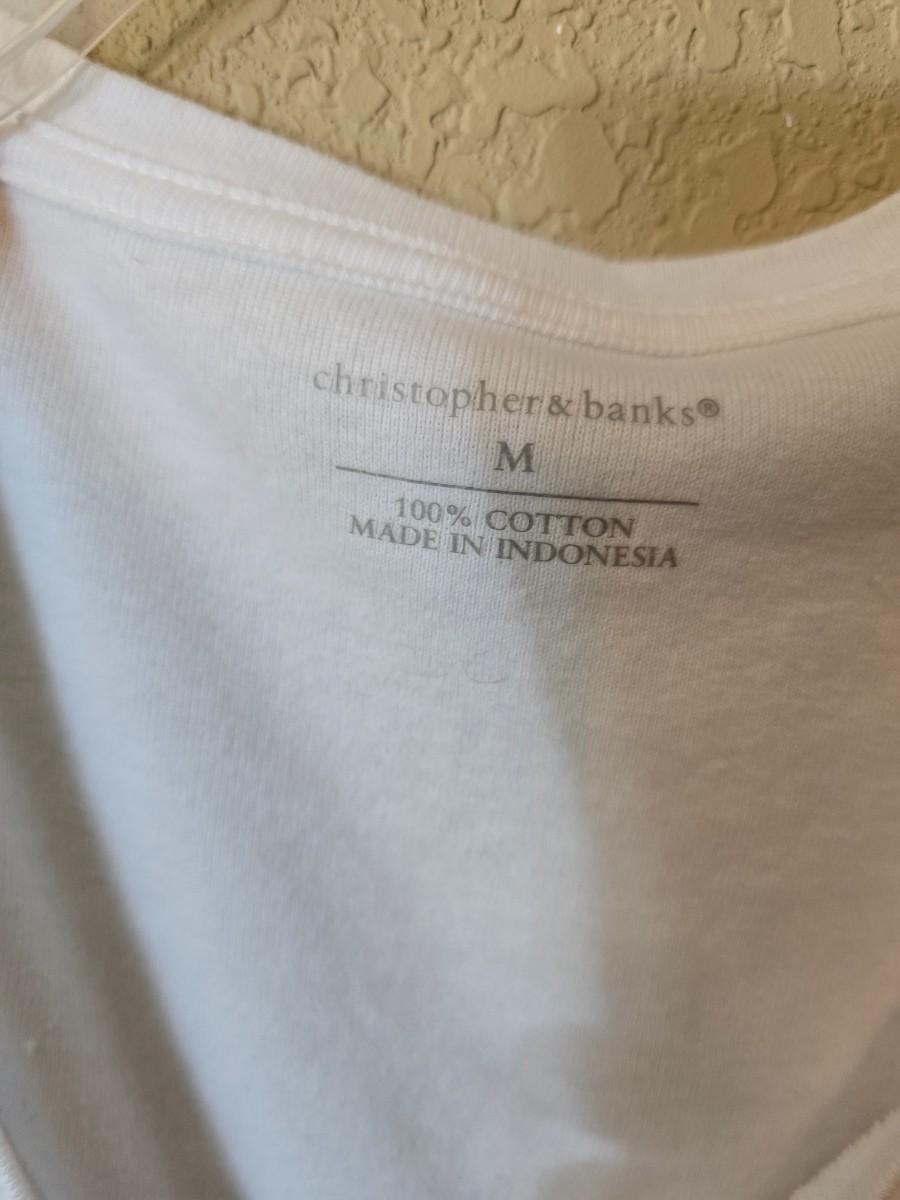 christopher & banks®
M
100% COTTON
MADE IN INDONESIA